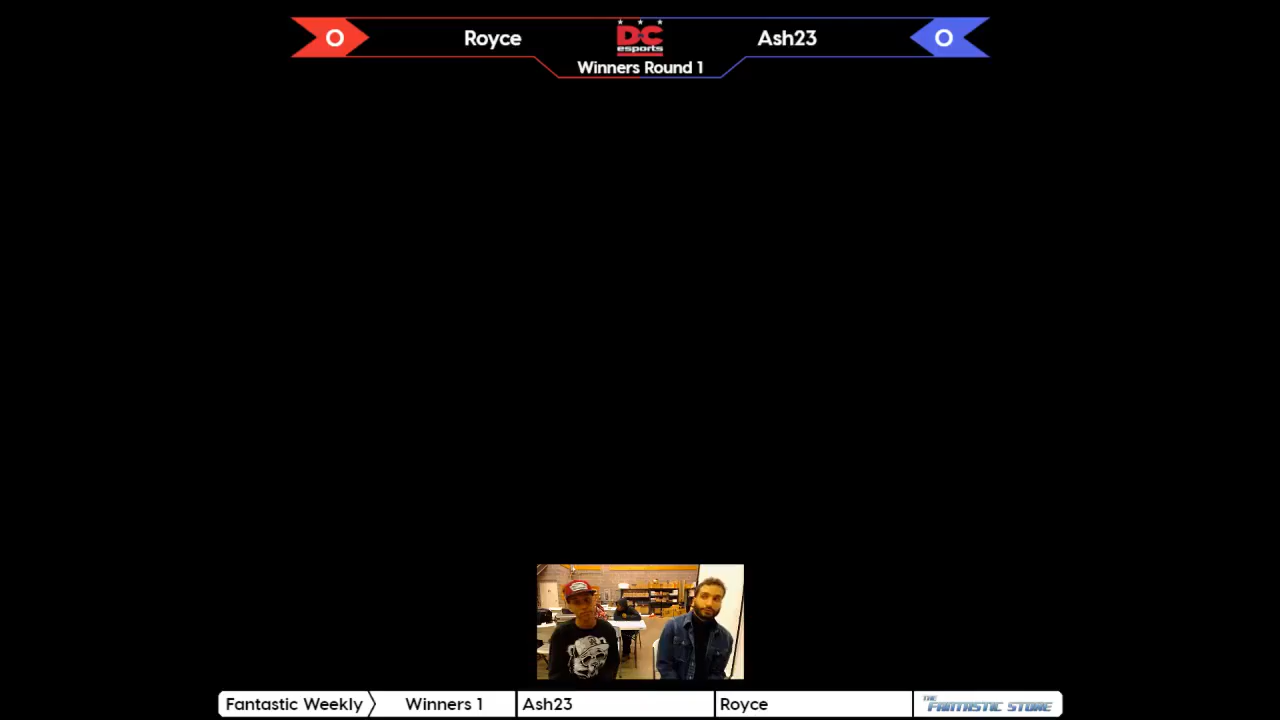 0 Royce DC esports Ash23 0
Winners Round 1
Fantastic Weekly Winners 1 Ash23 Royce THE FANTASTIC STORE